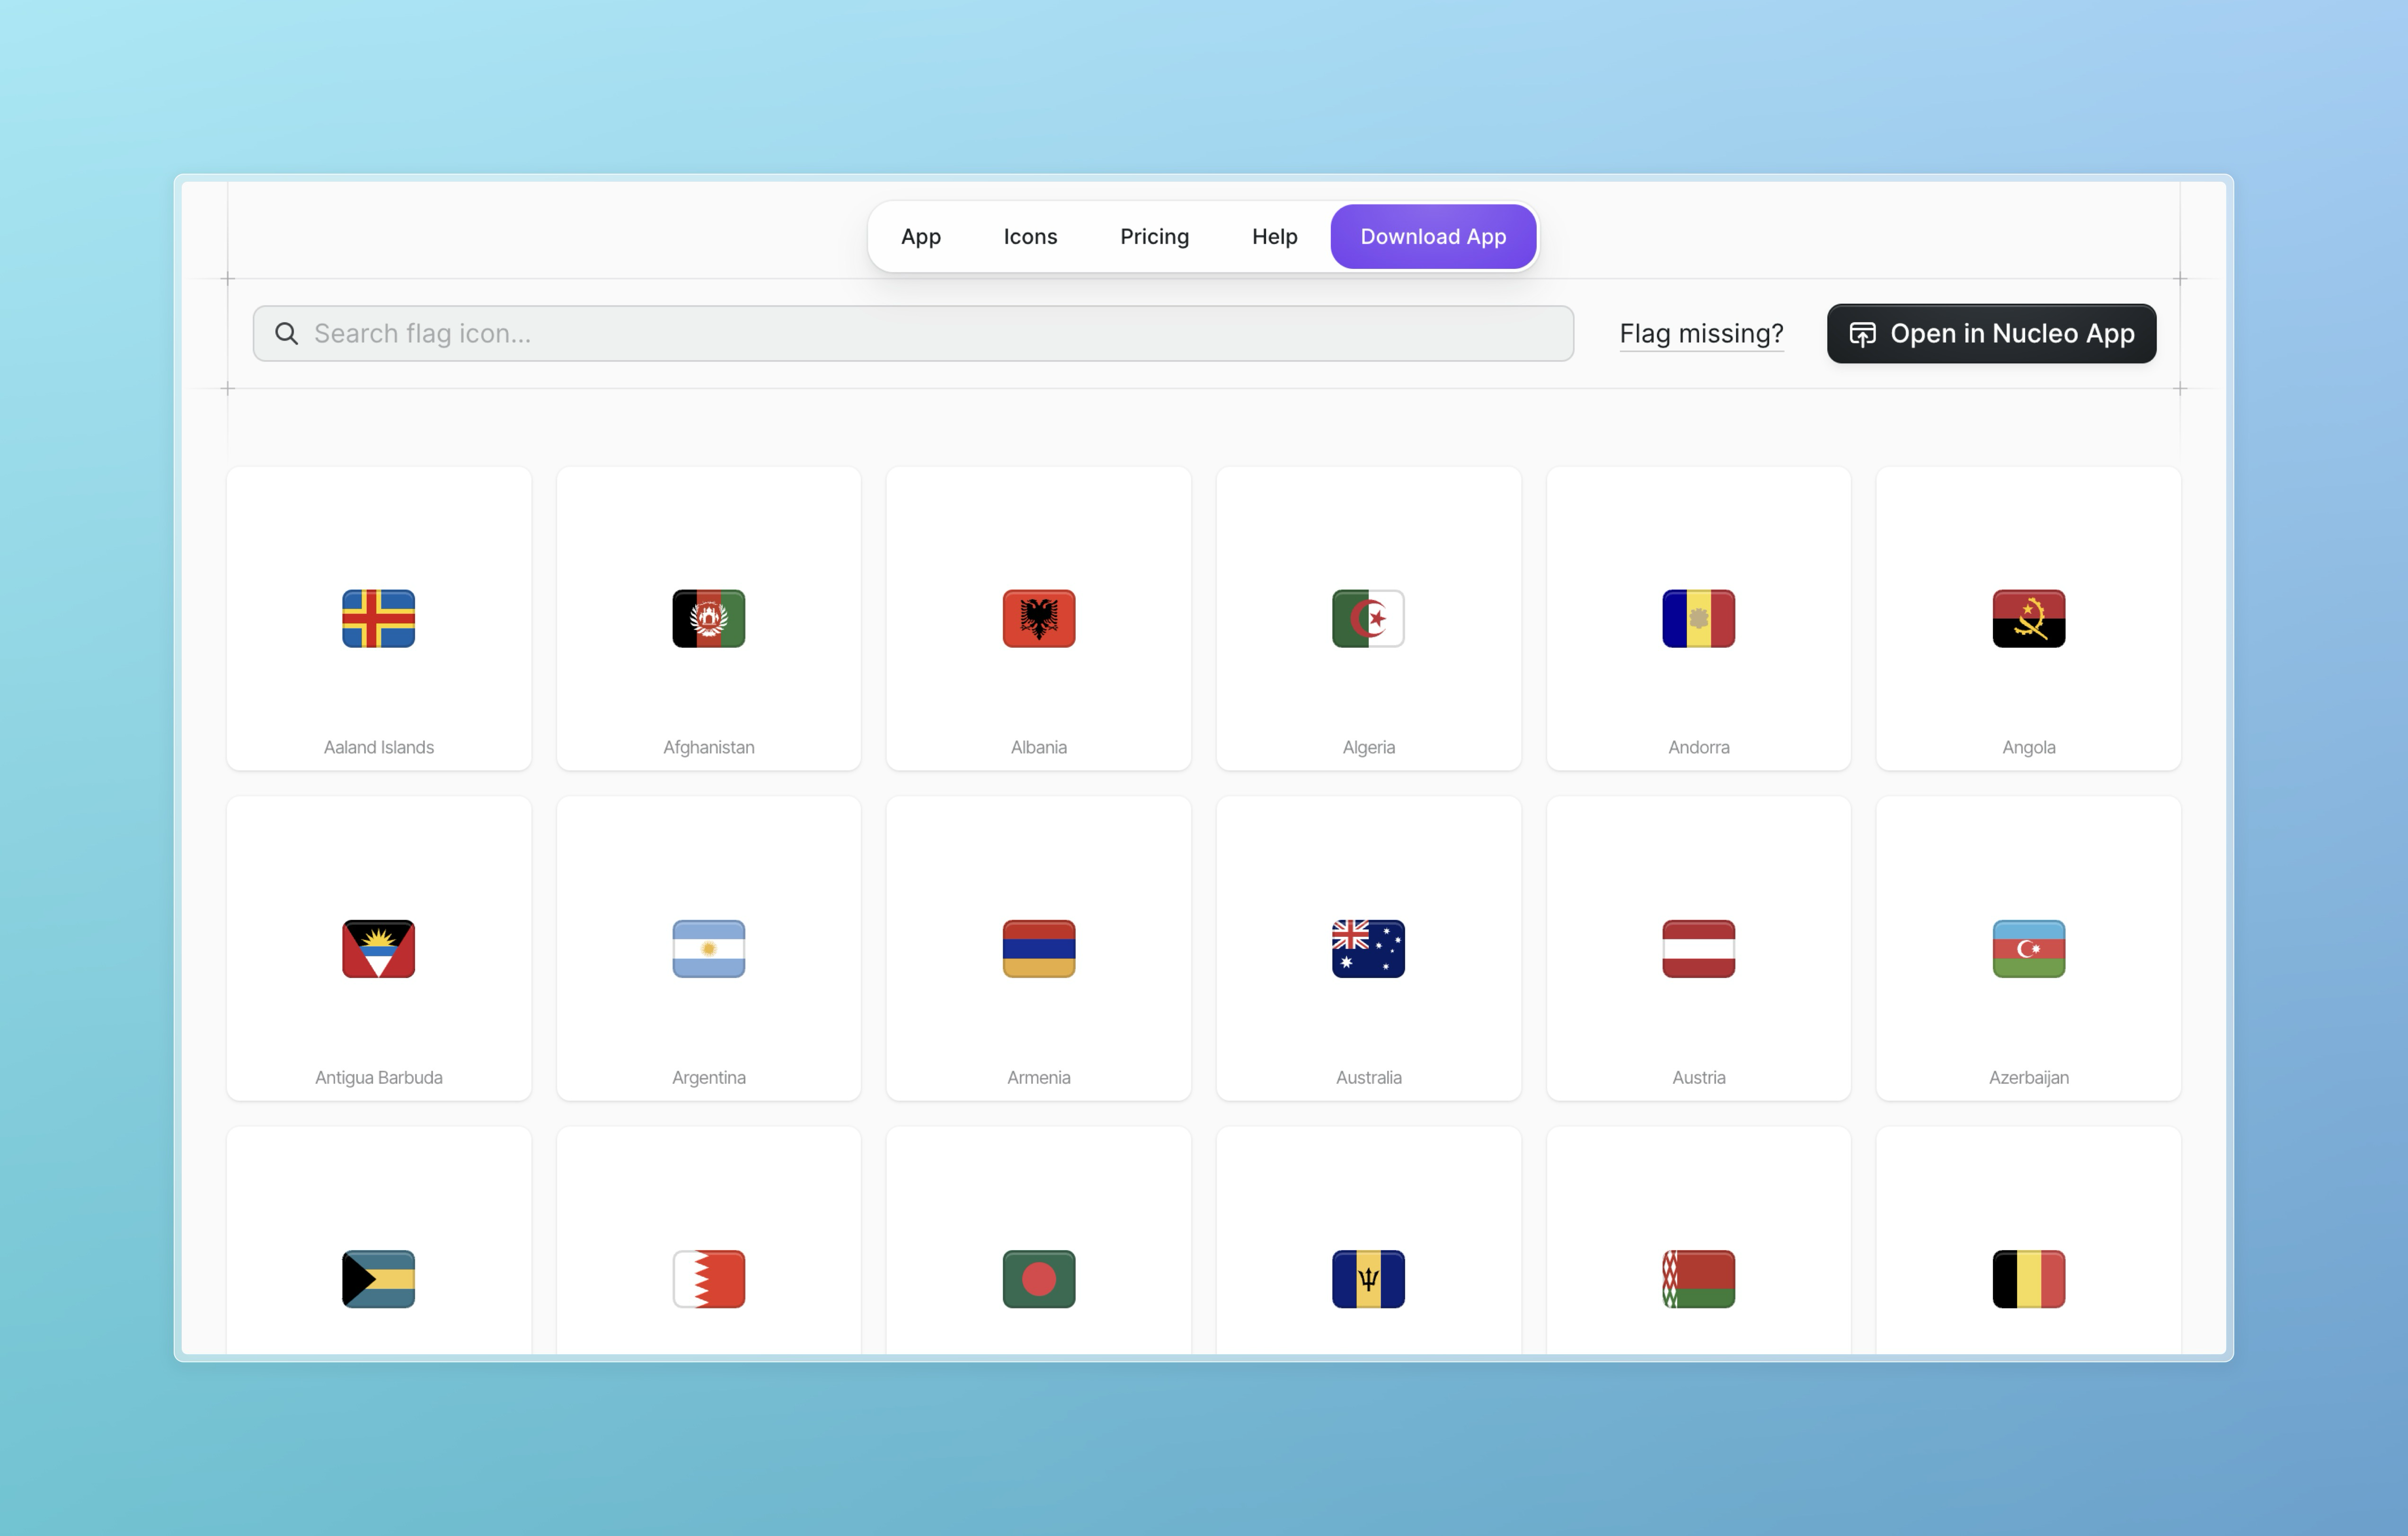 App Icons Pricing Help Download App
Search flag icon... Flag missing? Open in Nucleo App
Aaland Islands Afghanistan Albania Algeria Andorra Angola
Antigua Barbuda Argentina Armenia Australia Austria Azerbaijan